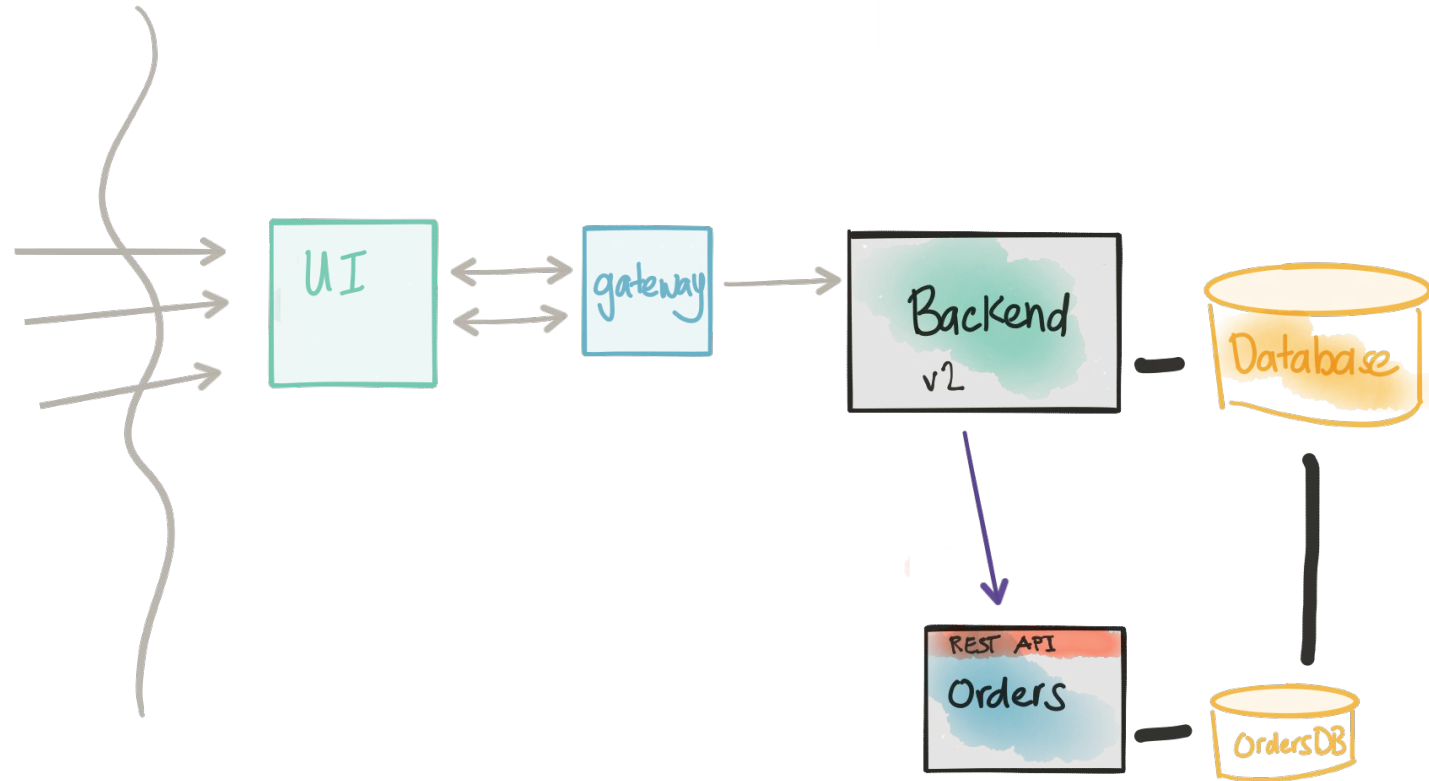 UI
gateway
Backend
v2
Database
REST API
Orders
OrdersDB